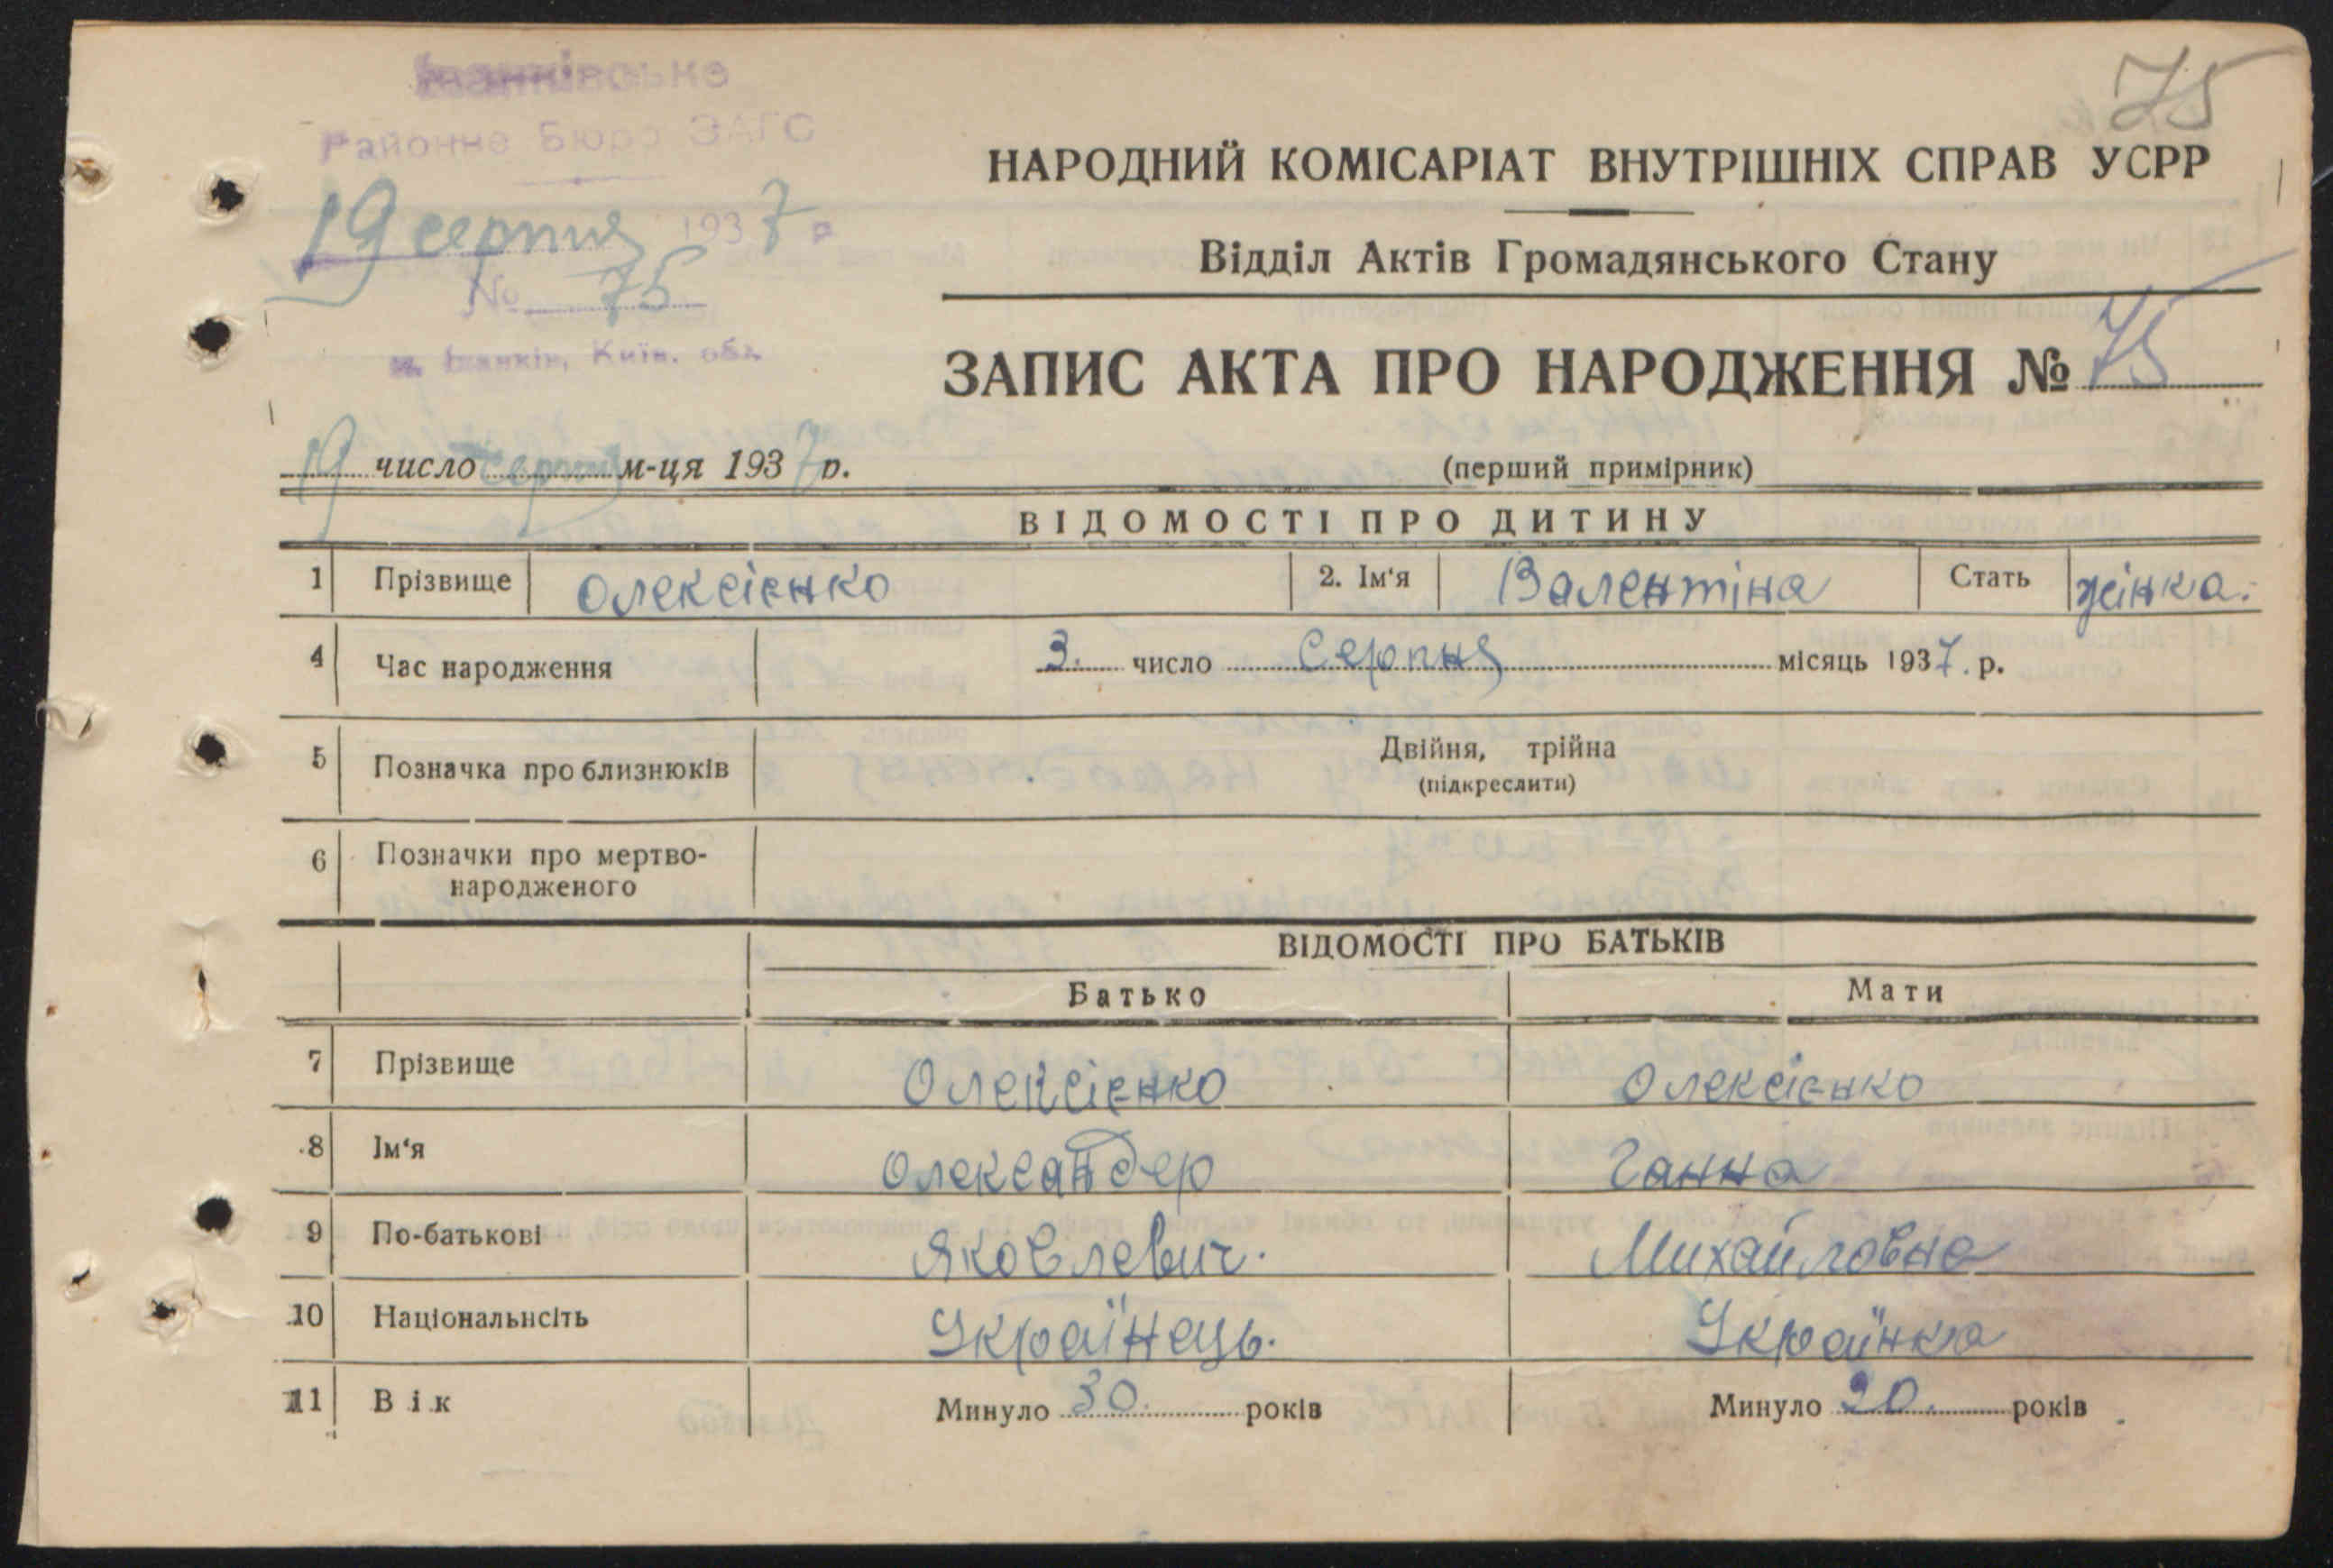 Іванківське
Районне Бюро ЗАГС
19 серпня 1937 р
№ 75
м. Іванків, Київ. обл.
75
НАРОДНИЙ КОМІСАРІАТ ВНУТРІШНІХ СПРАВ УСРР
Відділ Актів Громадянського Стану
ЗАПИС АКТА ПРО НАРОДЖЕННЯ № 75
19 число серпня м-ця 1937 р.
(перший примірник)
ВІДОМОСТІ ПРО ДИТИНУ
1 Прізвище Олексієнко 2. Ім'я Валентіна Стать жінка.
4 Час народження 3. число Серпня місяць 1937. р.
5 Позначка про близнюків Двійня, трійна
(підкреслити)
6 Позначки про мертво-
народженого
ВІДОМОСТІ ПРО БАТЬКІВ
Батько Мати
7 Прізвище Олексієнко Олексієнко
8 Ім'я Олександер Ганна
9 По-батькові Яковлевич. Михайловна
10 Національнсіть Українець. Українка
11 Вік Минуло 30. років Минуло 20. років